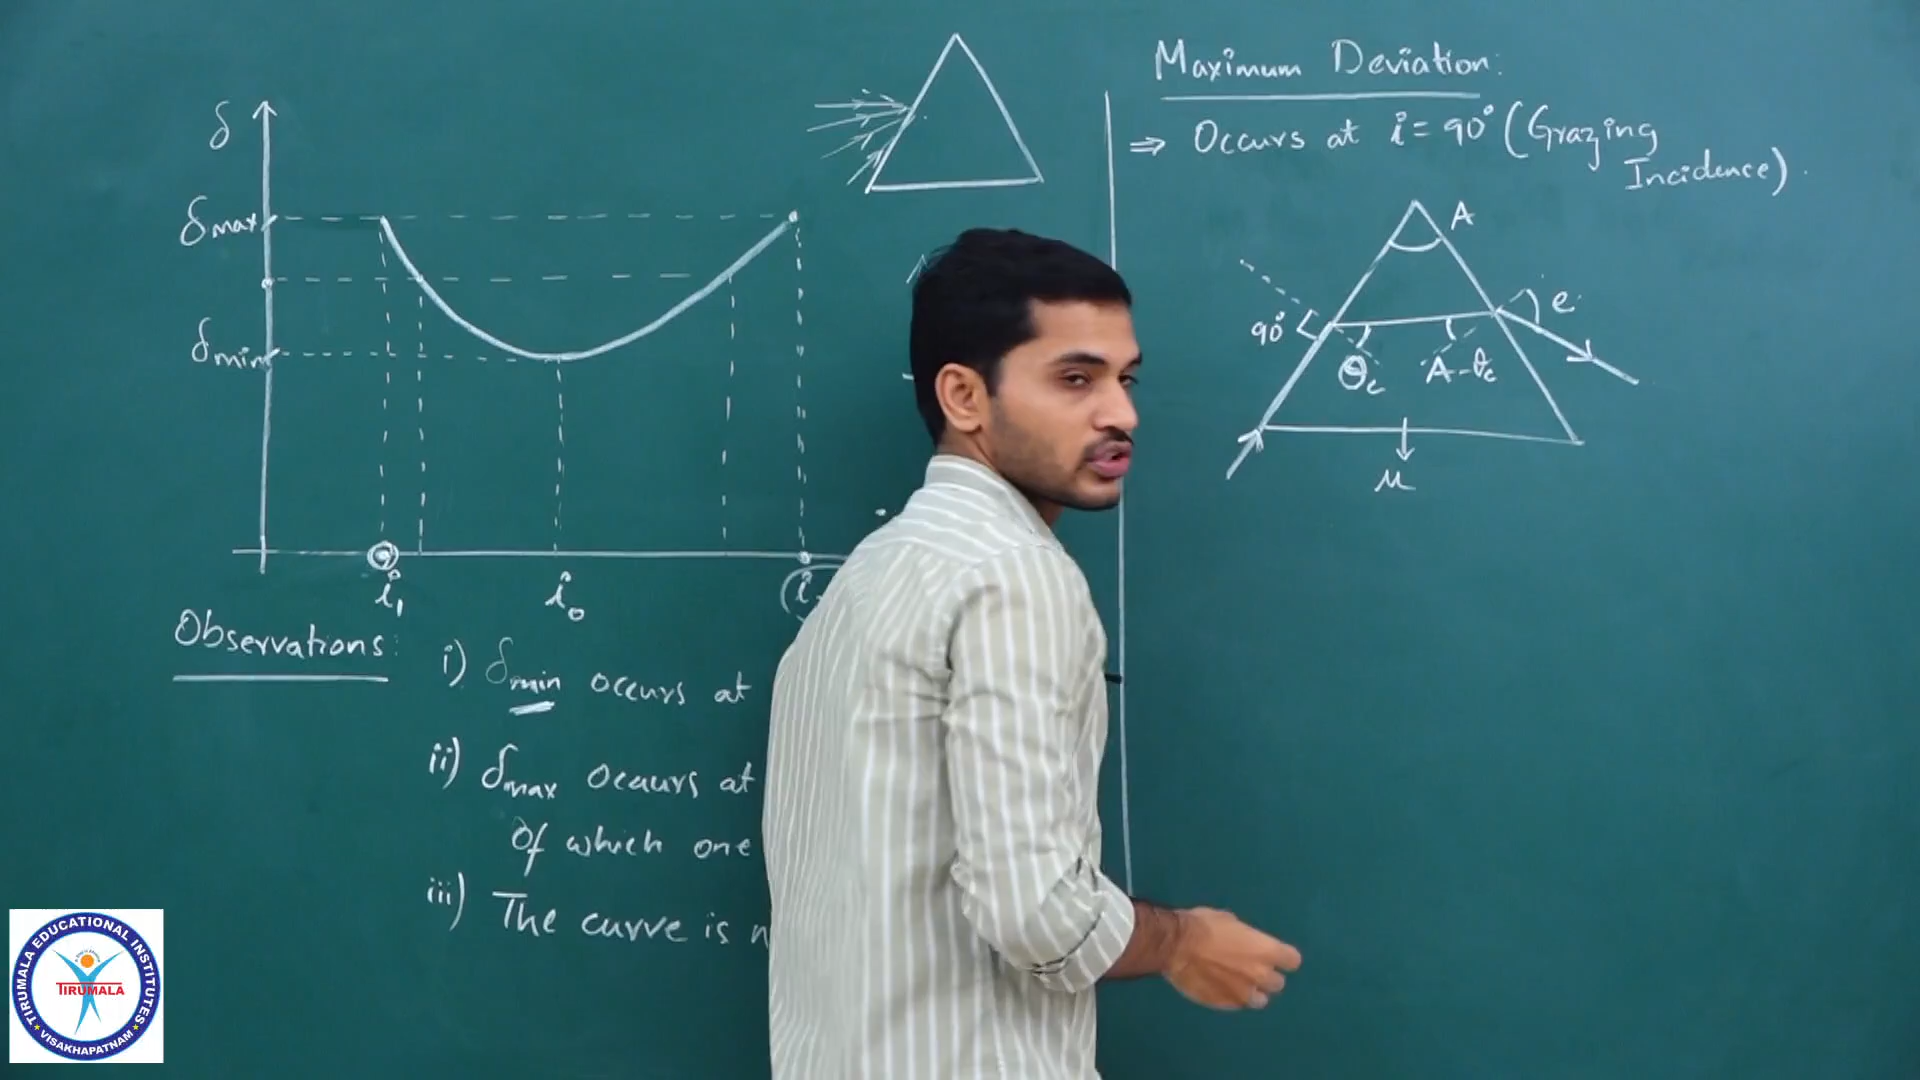 δ
δmax
δmin
i₁
i₀
Observations:
i) δmin occurs at
ii) δmax occurs at
of which one
iii) The curve is
Maximum Deviation:
⇒ Occurs at i = 90° (Grazing
Incidence).
A
90°
e
θc
A-θc
μ
TIRUMALA EDUCATIONAL INSTITUTES
TIRUMALA
VISAKHAPATNAM